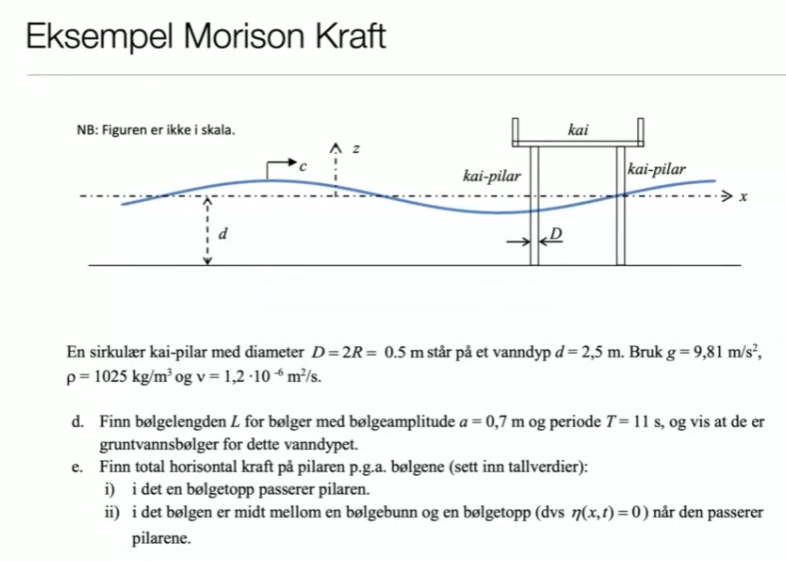 Eksempel Morison Kraft
NB: Figuren er ikke i skala.
z
kai
c
kai-pilar
kai-pilar
x
d
D
En sirkulær kai-pilar med diameter D = 2R = 0.5 m står på et vanndyp d = 2,5 m. Bruk g = 9,81 m/s²,
ρ = 1025 kg/m³ og ν = 1,2 ·10 ⁻⁶ m²/s.
d. Finn bølgelengden L for bølger med bølgeamplitude a = 0,7 m og periode T = 11 s, og vis at de er
gruntvannsbølger for dette vanndypet.
e. Finn total horisontal kraft på pilaren p.g.a. bølgene (sett inn tallverdier):
i) i det en bølgetopp passerer pilaren.
ii) i det bølgen er midt mellom en bølgebunn og en bølgetopp (dvs η(x,t) = 0) når den passerer
pilarene.